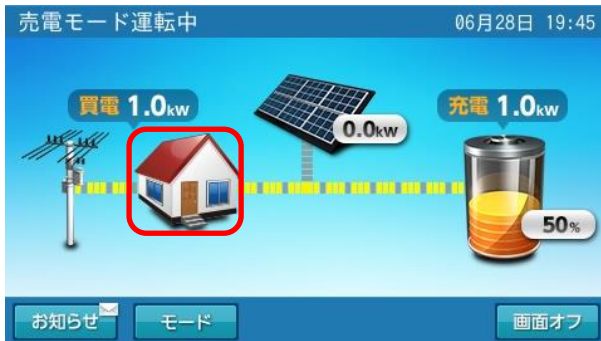 売電モード運転中 06月28日 19:45
買電 1.0kw
充電 1.0kw
0.0kw
50%
お知らせ モード 画面オフ